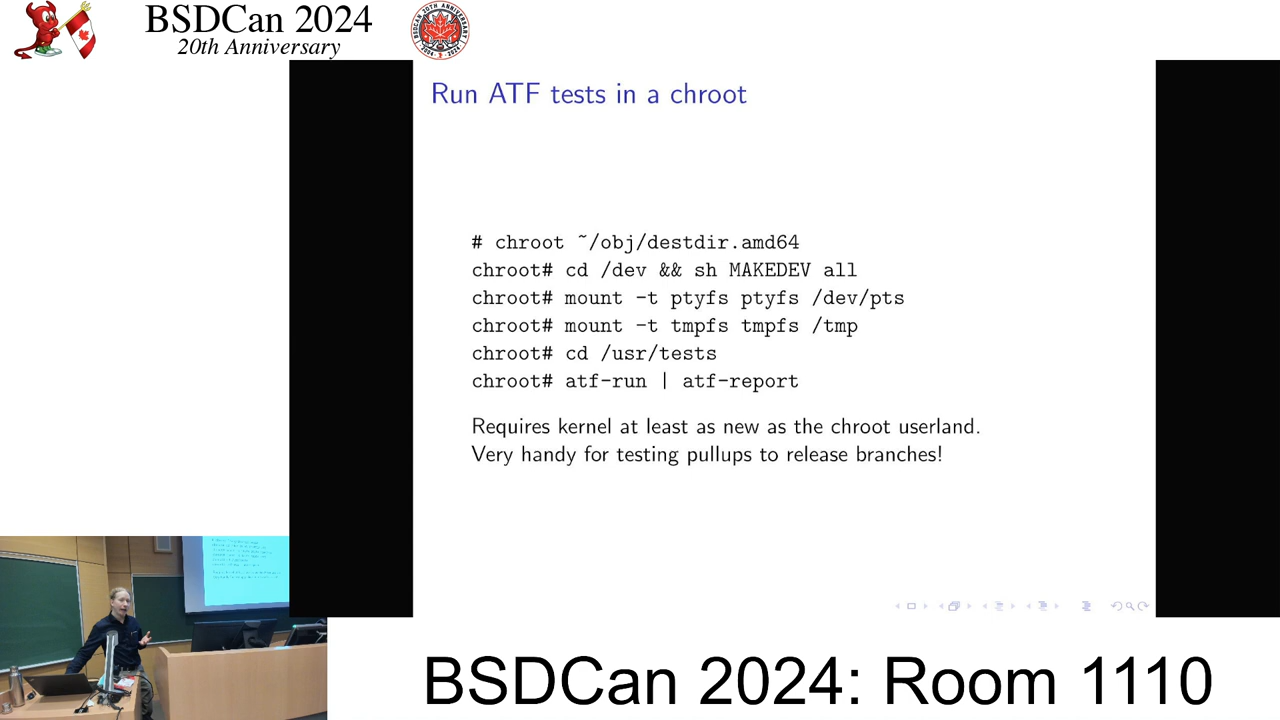 BSDCan 2024
20th Anniversary
Run ATF tests in a chroot
# chroot ~/obj/destdir.amd64
chroot# cd /dev && sh MAKEDEV all
chroot# mount -t ptyfs ptyfs /dev/pts
chroot# mount -t tmpfs tmpfs /tmp
chroot# cd /usr/tests
chroot# atf-run | atf-report
Requires kernel at least as new as the chroot userland.
Very handy for testing pullups to release branches!
BSDCan 2024: Room 1110